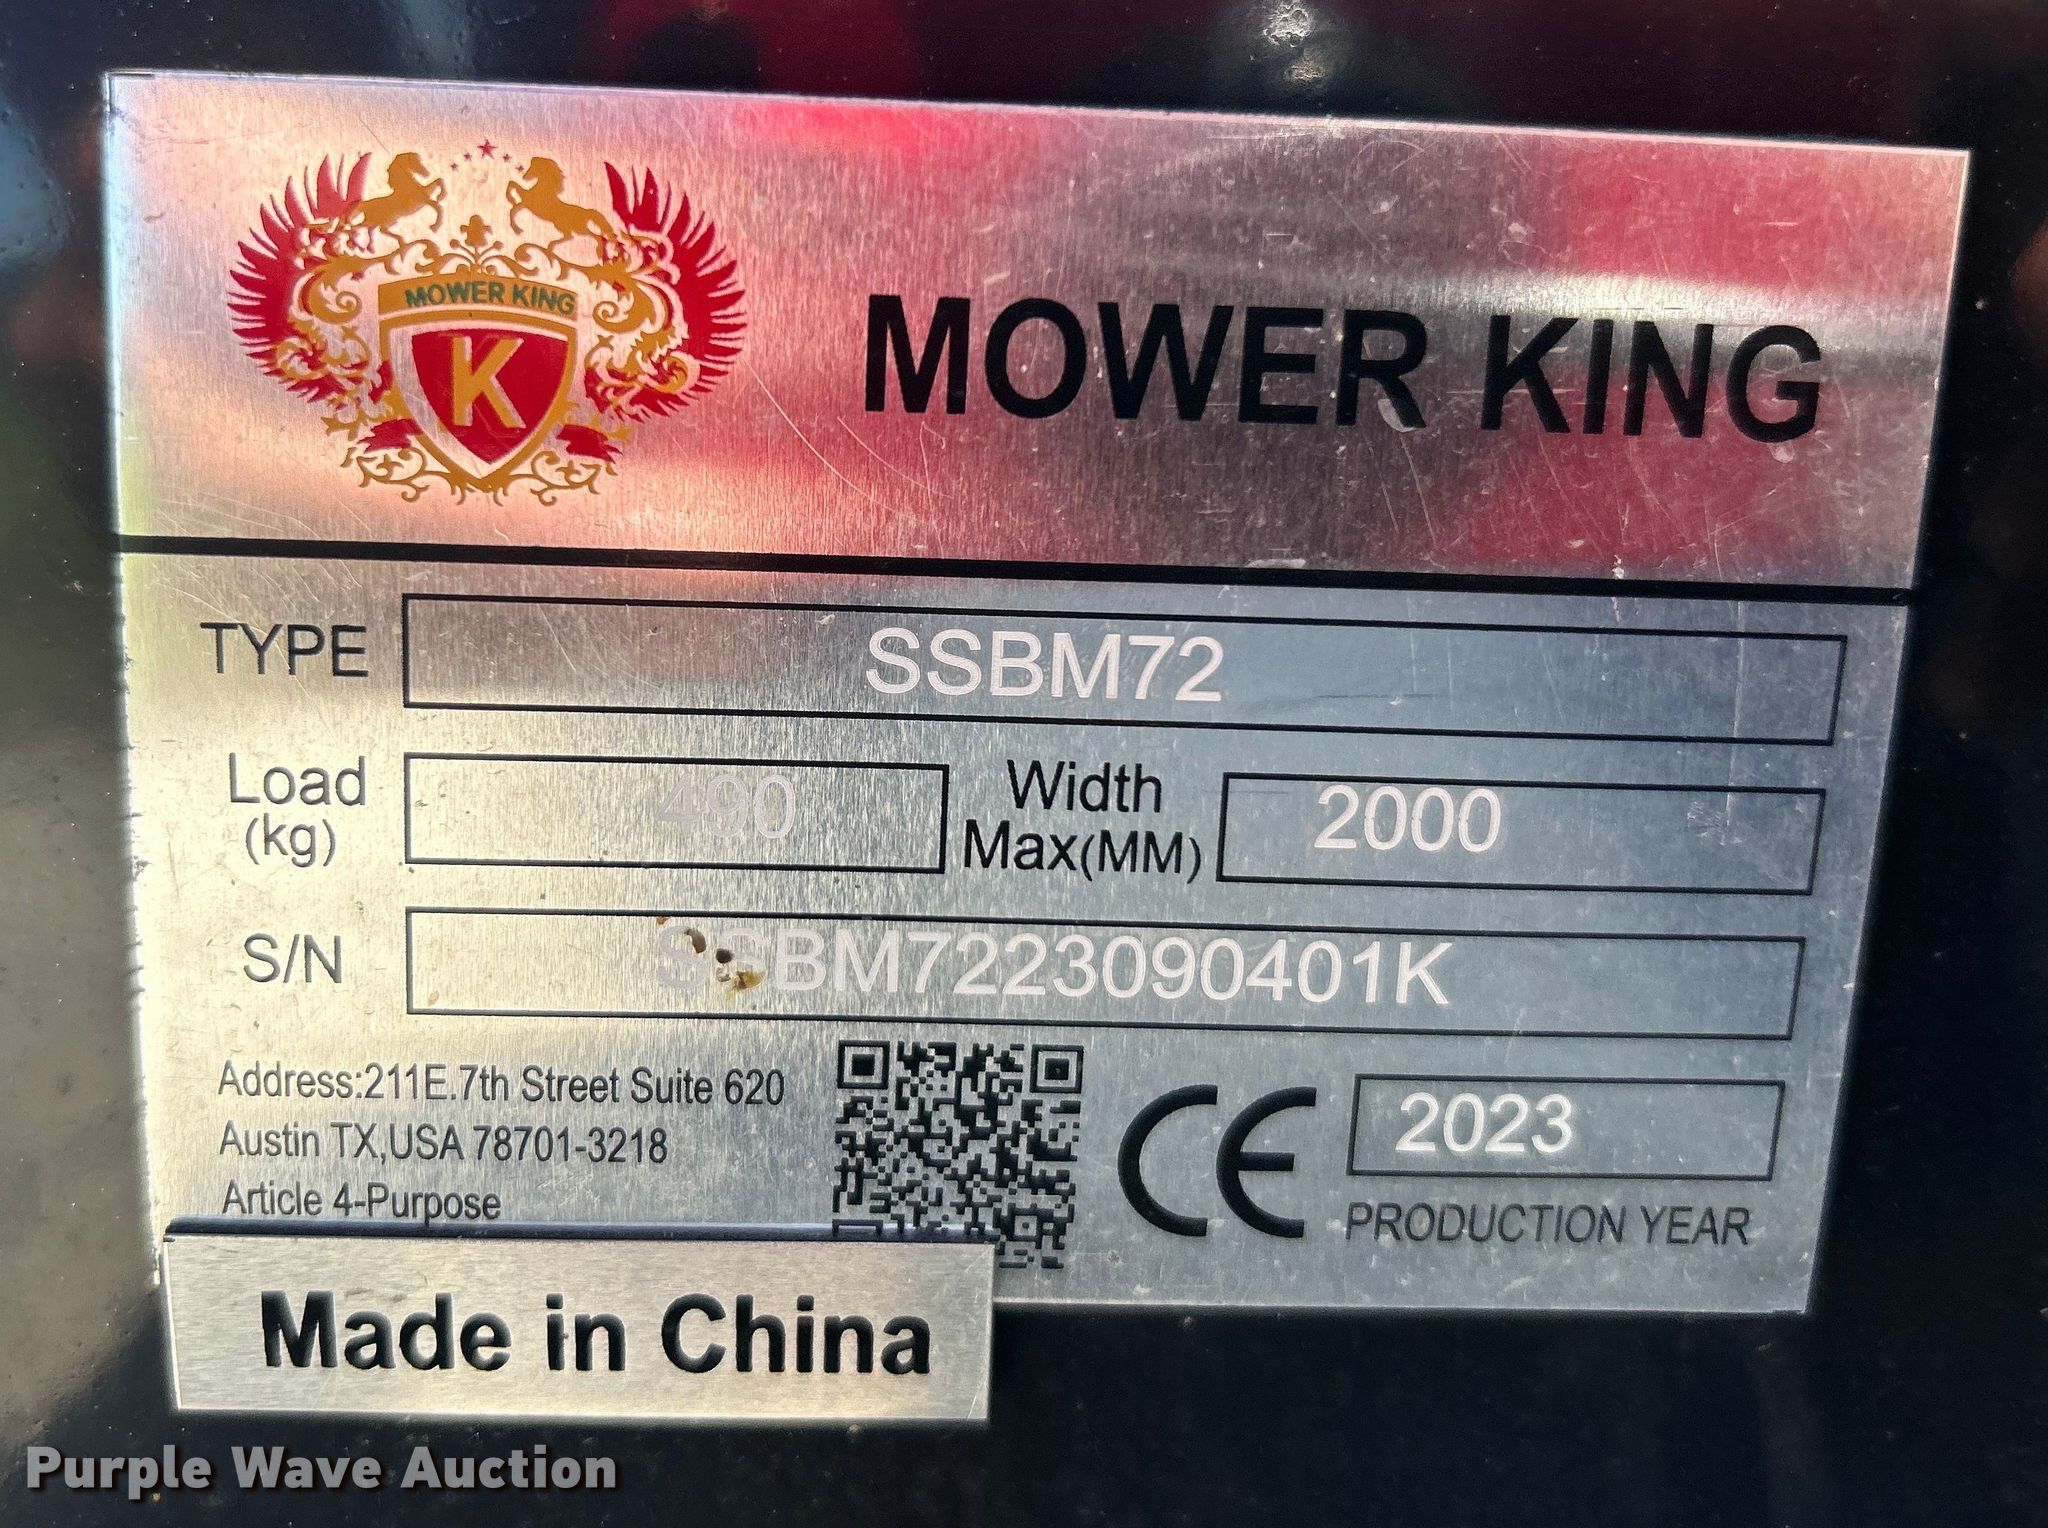 MOWER KING
K
MOWER KING
TYPE SSBM72
Load (kg) 490 Width Max(MM) 2000
S/N SSBM7223090401K
Address:211E.7th Street Suite 620
Austin TX,USA 78701-3218
Article 4-Purpose
CE 2023
PRODUCTION YEAR
Made in China
Purple Wave Auction